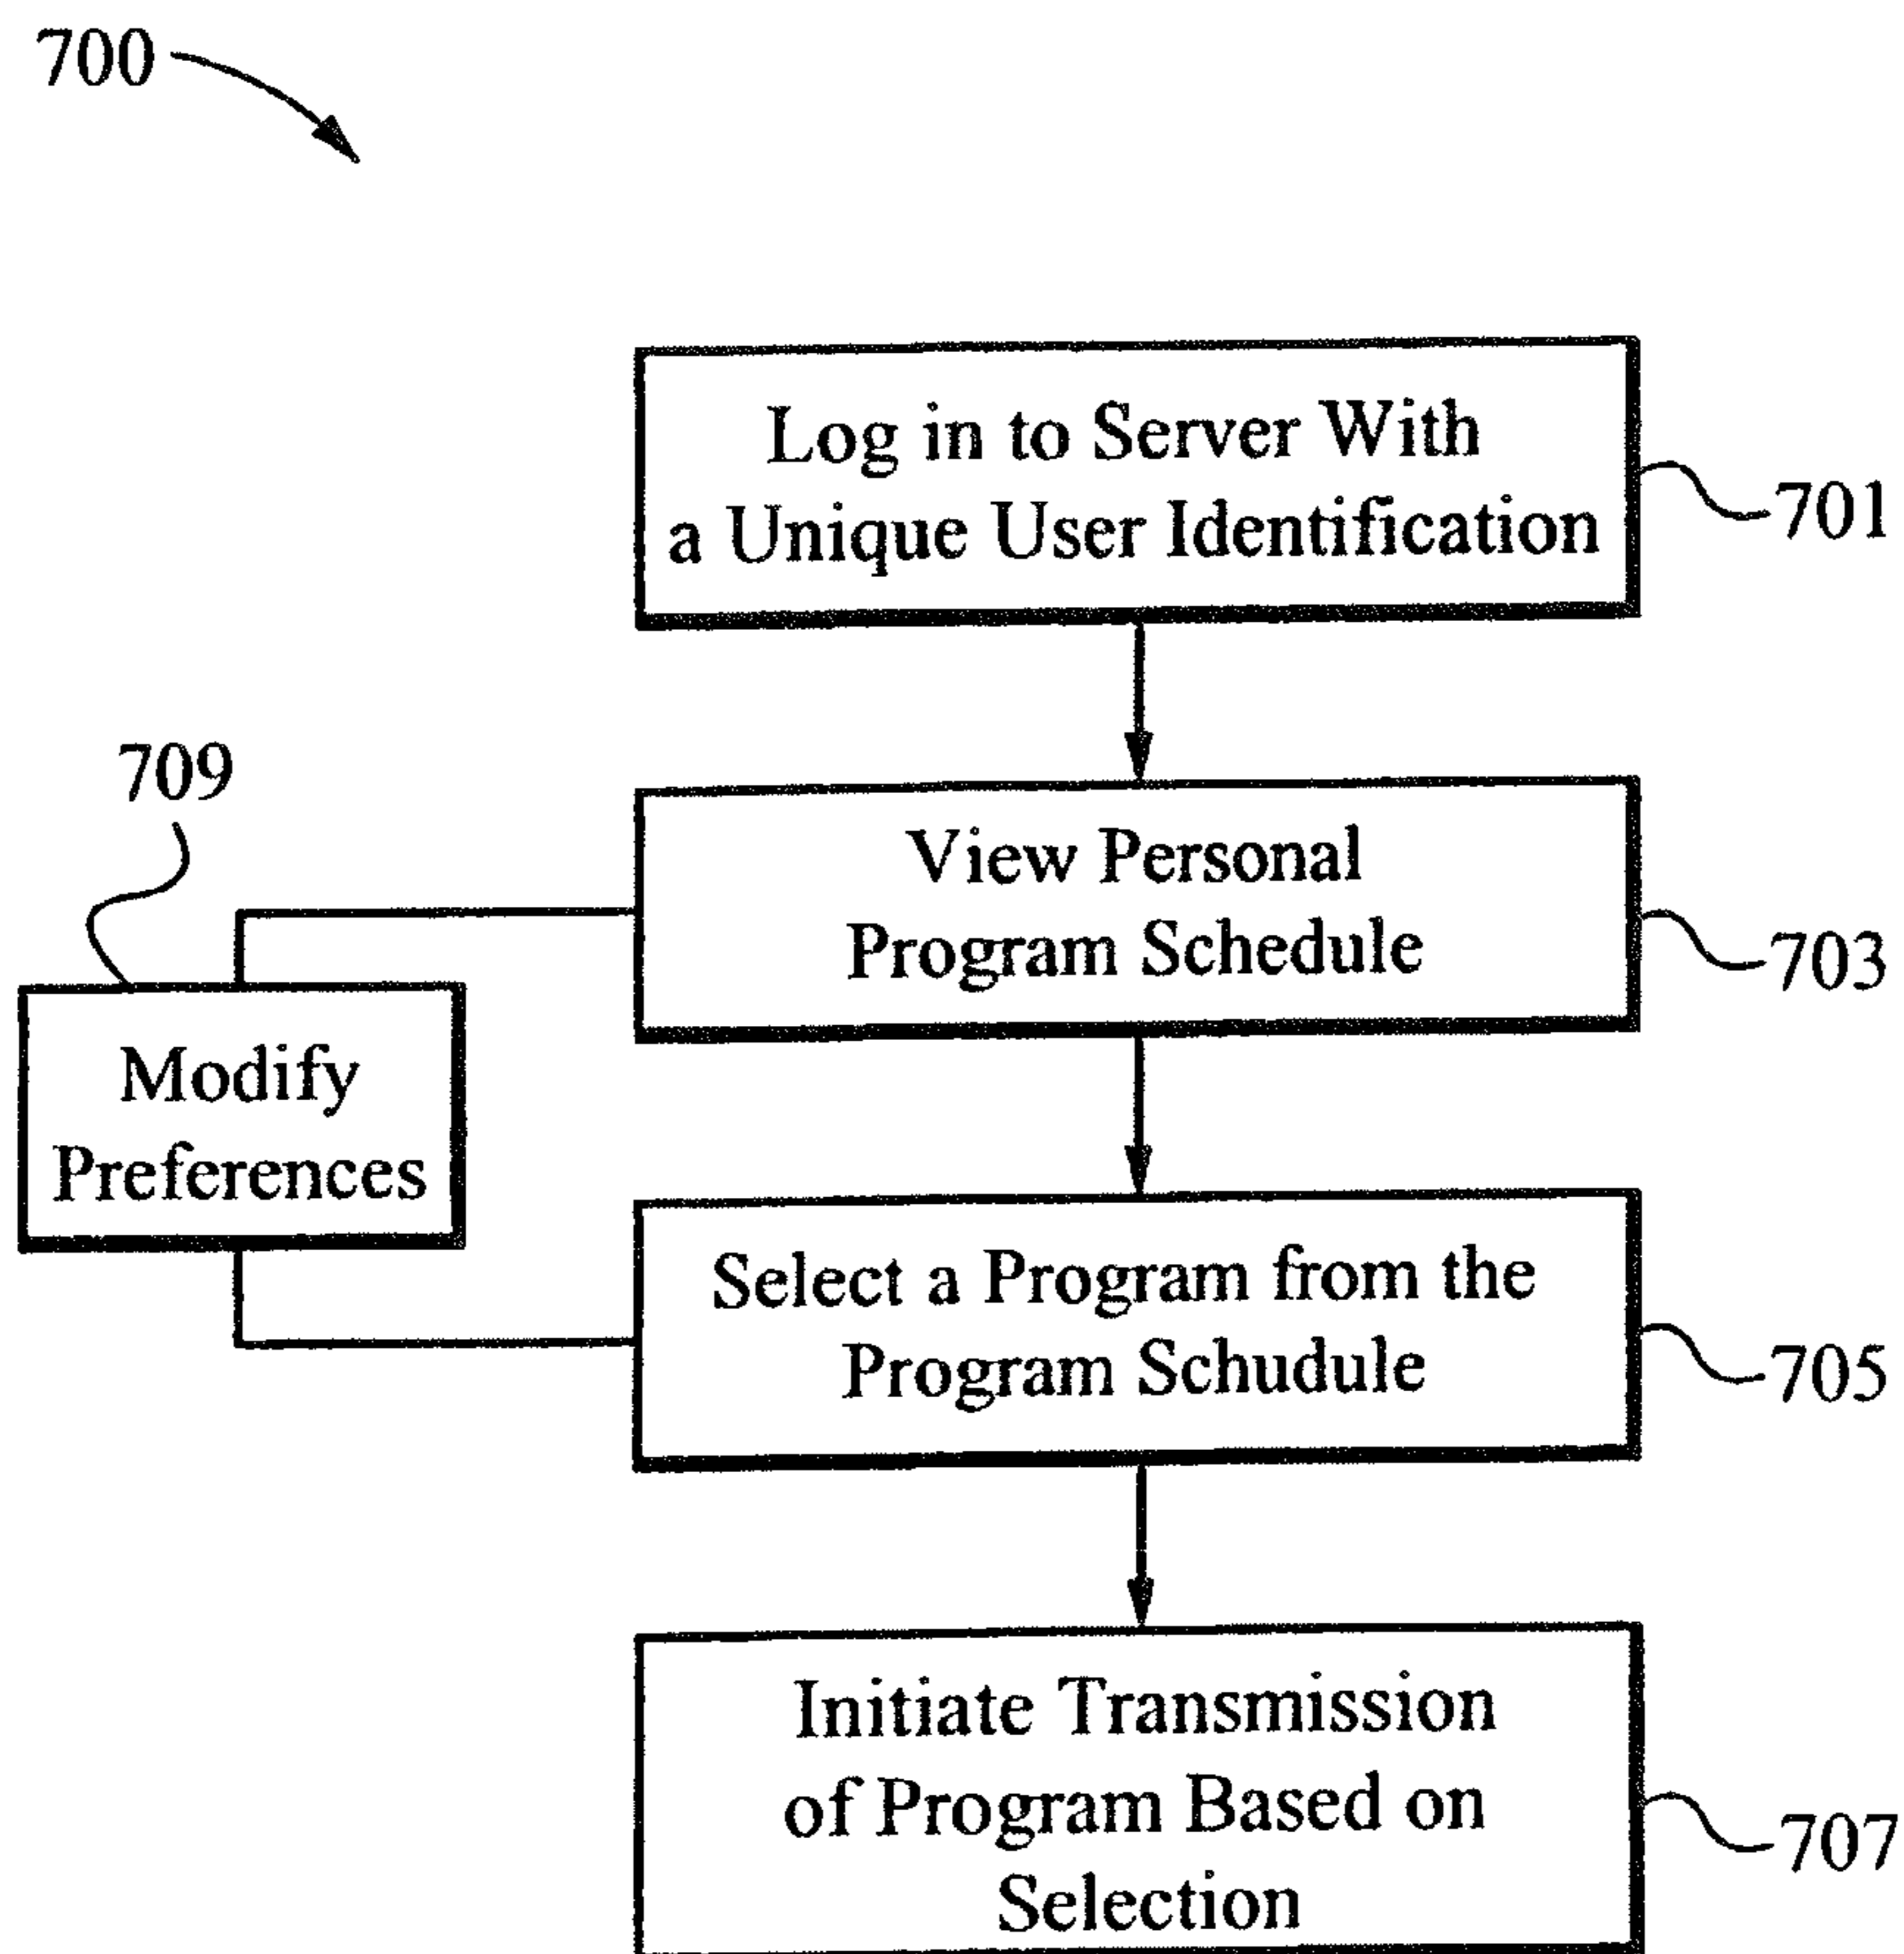 700
Log in to Server With
a Unique User Identification
701
709
View Personal
Program Schedule
703
Modify
Preferences
Select a Program from the
Program Schudule
705
Initiate Transmission
of Program Based on
Selection
707